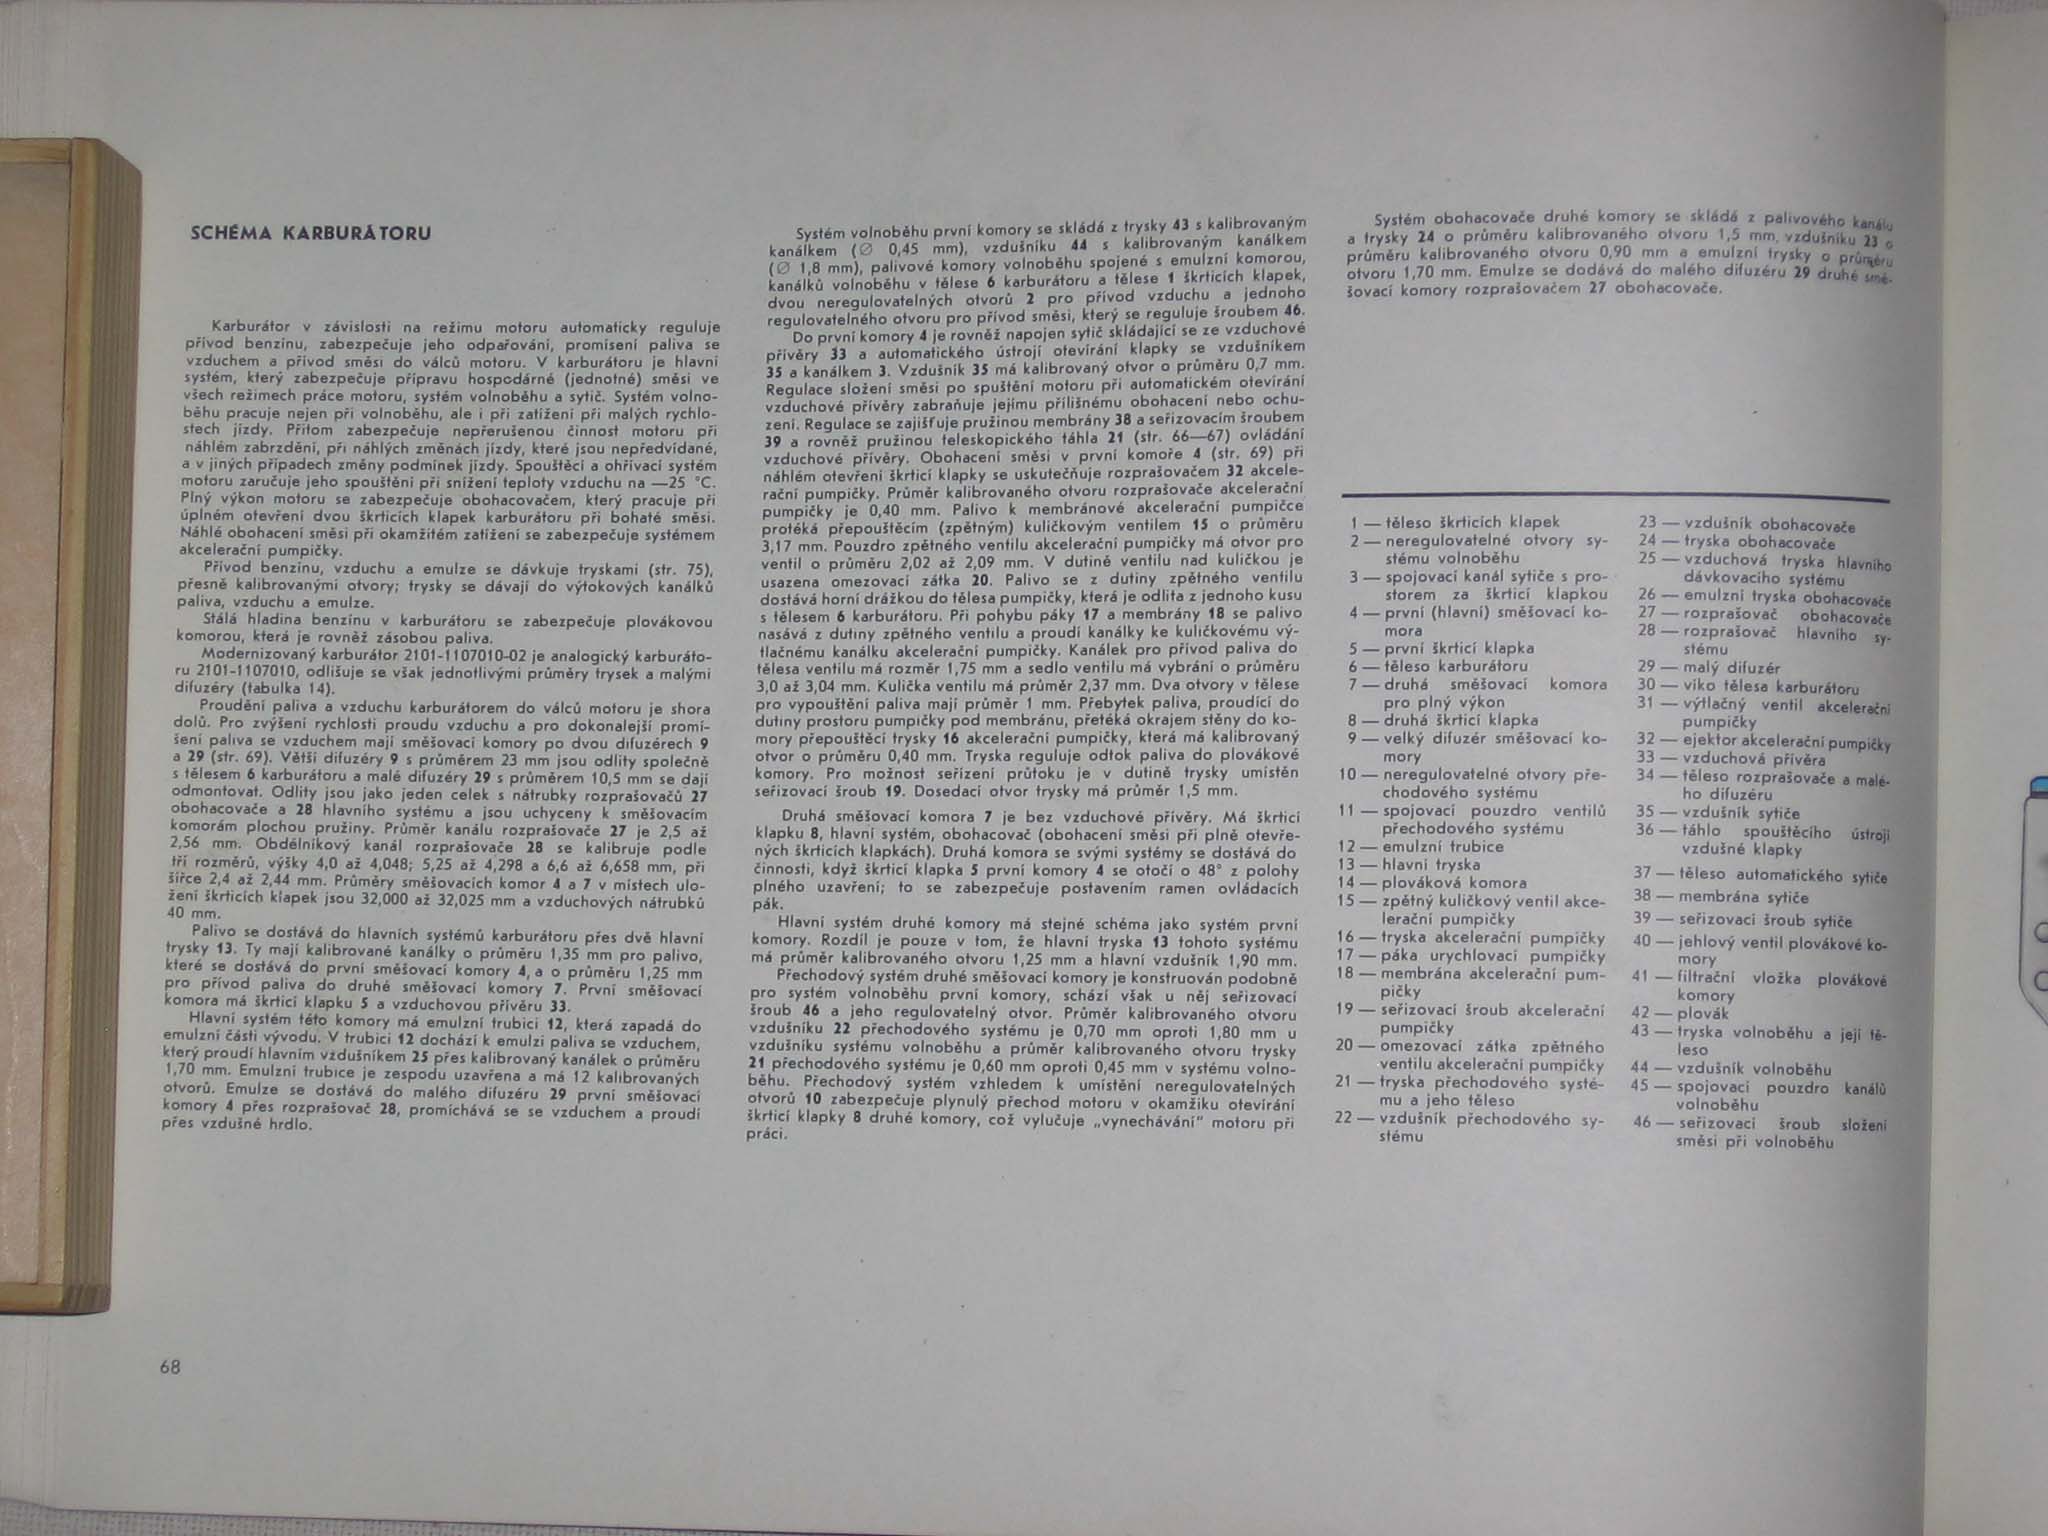 SCHÉMA KARBURÁTORU
Karburátor v závislosti na režimu motoru automaticky reguluje
přívod benzínu, zabezpečuje jeho odpařování, promísení paliva se
vzduchem a přívod směsi do válců motoru. V karburátoru je hlavní
systém, který zabezpečuje přípravu hospodárné (jednotné) směsi ve
všech režimech práce motoru, systém volnoběhu a sytič. Systém volno-
běhu pracuje nejen při volnoběhu, ale i při zatížení při malých rychlo-
stech jízdy. Přitom zabezpečuje nepřerušenou činnost motoru při
náhlém zabrzdění, při náhlých změnách jízdy, které jsou nepředvídané,
a v jiných případech změny podmínek jízdy. Spouštěcí a ohřívací systém
motoru zaručuje jeho spouštění při snížení teploty vzduchu na —25 °C.
Plný výkon motoru se zabezpečuje obohacovačem, který pracuje při
úplném otevření dvou škrticích klapek karburátoru při bohaté směsi.
Náhlé obohacení směsi při okamžitém zatížení se zabezpečuje systémem
akcelerační pumpičky.
Přívod benzínu, vzduchu a emulze se dávkuje tryskami (str. 75),
přesně kalibrovanými otvory; trysky se dávají do výtokových kanálků
paliva, vzduchu a emulze.
Stálá hladina benzínu v karburátoru se zabezpečuje plovákovou
komorou, která je rovněž zásobou paliva.
Modernizovaný karburátor 2101-1107010-02 je analogický karburáto-
ru 2101-1107010, odlišuje se však jednotlivými průměry trysek a malými
difuzéry (tabulka 14).
Proudění paliva a vzduchu karburátorem do válců motoru je shora
dolů. Pro zvýšení rychlosti proudu vzduchu a pro dokonalejší promí-
šení paliva se vzduchem mají směšovací komory po dvou difuzérech 9
a 29 (str. 69). Větší difuzéry 9 s průměrem 23 mm jsou odlity společně
s tělesem 6 karburátoru a malé difuzéry 29 s průměrem 10,5 mm se dají
odmontovat. Odlity jsou jako jeden celek s nátrubky rozprašovačů 27
obohacovače a 28 hlavního systému a jsou uchyceny k směšovacím
komorám plochou pružiny. Průměr kanálu rozprašovače 27 je 2,5 až
2,56 mm. Obdélníkový kanál rozprašovače 28 se kalibruje podle
tří rozměrů, výšky 4,0 až 4,048; 5,25 až 4,298 a 6,6 až 6,658 mm, při
šířce 2,4 až 2,44 mm. Průměry směšovacích komor 4 a 7 v místech ulo-
žení škrticích klapek jsou 32,000 až 32,025 mm a vzduchových nátrubků
40 mm.
Palivo se dostává do hlavních systémů karburátoru přes dvě hlavní
trysky 13. Ty mají kalibrované kanálky o průměru 1,35 mm pro palivo,
které se dostává do první směšovací komory 4, a o průměru 1,25 mm
pro přívod paliva do druhé směšovací komory 7. První směšovací
komora má škrticí klapku 5 a vzduchovou přívěru 33.
Hlavní systém této komory má emulzní trubici 12, která zapadá do
emulzní části vývodu. V trubici 12 dochází k emulzi paliva se vzduchem,
který proudí hlavním vzdušníkem 25 přes kalibrovaný kanálek o průměru
1,70 mm. Emulzní trubice je zespodu uzavřena a má 12 kalibrovaných
otvorů. Emulze se dostává do malého difuzéru 29 první směšovací
komory 4 přes rozprašovač 28, promíchává se se vzduchem a proudí
přes vzdušné hrdlo.
Systém volnoběhu první komory se skládá z trysky 43 s kalibrovaným
kanálkem (∅ 0,45 mm), vzdušníku 44 s kalibrovaným kanálkem
(∅ 1,8 mm), palivové komory volnoběhu spojené s emulzní komorou,
kanálků volnoběhu v tělese 6 karburátoru a tělese 1 škrticích klapek,
dvou neregulovatelných otvorů 2 pro přívod vzduchu a jednoho
regulovatelného otvoru pro přívod směsi, který se reguluje šroubem 46.
Do první komory 4 je rovněž napojen sytič skládající se ze vzduchové
přívěry 33 a automatického ústrojí otevírání klapky se vzdušníkem
35 a kanálkem 3. Vzdušník 35 má kalibrovaný otvor o průměru 0,7 mm.
Regulace složení směsi po spuštění motoru při automatickém otevírání
vzduchové přívěry zabraňuje jejímu přílišnému obohacení nebo ochu-
zení. Regulace se zajišťuje pružinou membrány 38 a seřizovacím šroubem
39 a rovněž pružinou teleskopického táhla 21 (str. 66—67) ovládání
vzduchové přívěry. Obohacení směsi v první komoře 4 (str. 69) při
náhlém otevření škrticí klapky se uskutečňuje rozprašovačem 32 akcele-
rační pumpičky. Průměr kalibrovaného otvoru rozprašovače akcelerační
pumpičky je 0,40 mm. Palivo k membránové akcelerační pumpičce
protéká přepouštěcím (zpětným) kuličkovým ventilem 15 o průměru
3,17 mm. Pouzdro zpětného ventilu akcelerační pumpičky má otvor pro
ventil o průměru 2,02 až 2,09 mm. V dutině ventilu nad kuličkou je
usazena omezovací zátka 20. Palivo se z dutiny zpětného ventilu
dostává horní drážkou do tělesa pumpičky, která je odlita z jednoho kusu
s tělesem 6 karburátoru. Při pohybu páky 17 a membrány 18 se palivo
nasává z dutiny zpětného ventilu a proudí kanálky ke kuličkovému vý-
tlačnému kanálku akcelerační pumpičky. Kanálek pro přívod paliva do
tělesa ventilu má rozměr 1,75 mm a sedlo ventilu má vybrání o průměru
3,0 až 3,04 mm. Kulička ventilu má průměr 2,37 mm. Dva otvory v tělese
pro vypouštění paliva mají průměr 1 mm. Přebytek paliva, proudící do
dutiny prostoru pumpičky pod membránu, přetéká okrajem stěny do ko-
mory přepouštěcí trysky 16 akcelerační pumpičky, která má kalibrovaný
otvor o průměru 0,40 mm. Tryska reguluje odtok paliva do plovákové
komory. Pro možnost seřízení průtoku je v dutině trysky umístěn
seřizovací šroub 19. Dosedací otvor trysky má průměr 1,5 mm.
Druhá směšovací komora 7 je bez vzduchové přívěry. Má škrticí
klapku 8, hlavní systém, obohacovač (obohacení směsi při plně otevře-
ných škrticích klapkách). Druhá komora se svými systémy se dostává do
činnosti, když škrticí klapka 5 první komory 4 se otočí o 48° z polohy
plného uzavření; to se zabezpečuje postavením ramen ovládacích
pák.
Hlavní systém druhé komory má stejné schéma jako systém první
komory. Rozdíl je pouze v tom, že hlavní tryska 13 tohoto systému
má průměr kalibrovaného otvoru 1,25 mm a hlavní vzdušník 1,90 mm.
Přechodový systém druhé směšovací komory je konstruován podobně
pro systém volnoběhu první komory, schází však u něj seřizovací
šroub 46 a jeho regulovatelný otvor. Průměr kalibrovaného otvoru
vzdušníku 22 přechodového systému je 0,70 mm oproti 1,80 mm u
vzdušníku systému volnoběhu a průměr kalibrovaného otvoru trysky
21 přechodového systému je 0,60 mm oproti 0,45 mm v systému volno-
běhu. Přechodový systém vzhledem k umístění neregulovatelných
otvorů 10 zabezpečuje plynulý přechod motoru v okamžiku otevírání
škrticí klapky 8 druhé komory, což vylučuje „vynechávání" motoru při
práci.
Systém obohacovače druhé komory se skládá z palivového kanálu
a trysky 24 o průměru kalibrovaného otvoru 1,5 mm, vzdušníku 23 o
průměru kalibrovaného otvoru 0,90 mm a emulzní trysky o průměru
otvoru 1,70 mm. Emulze se dodává do malého difuzéru 29 druhé smě-
šovací komory rozprašovačem 27 obohacovače.
1 — těleso škrticích klapek
2 — neregulovatelné otvory sy-
stému volnoběhu
3 — spojovací kanál sytiče s pro-
storem za škrticí klapkou
4 — první (hlavní) směšovací ko-
mora
5 — první škrticí klapka
6 — těleso karburátoru
7 — druhá směšovací komora
pro plný výkon
8 — druhá škrticí klapka
9 — velký difuzér směšovací ko-
mory
10 — neregulovatelné otvory pře-
chodového systému
11 — spojovací pouzdro ventilů
přechodového systému
12 — emulzní trubice
13 — hlavní tryska
14 — plováková komora
15 — zpětný kuličkový ventil akce-
lerační pumpičky
16 — tryska akcelerační pumpičky
17 — páka urychlovací pumpičky
18 — membrána akcelerační pum-
pičky
19 — seřizovací šroub akcelerační
pumpičky
20 — omezovací zátka zpětného
ventilu akcelerační pumpičky
21 — tryska přechodového systé-
mu a jeho těleso
22 — vzdušník přechodového sy-
stému
23 — vzdušník obohacovače
24 — tryska obohacovače
25 — vzduchová tryska hlavního
dávkovacího systému
26 — emulzní tryska obohacovače
27 — rozprašovač obohacovače
28 — rozprašovač hlavního sy-
stému
29 — malý difuzér
30 — víko tělesa karburátoru
31 — výtlačný ventil akcelerační
pumpičky
32 — ejektor akcelerační pumpičky
33 — vzduchová přívěra
34 — těleso rozprašovače a malé-
ho difuzéru
35 — vzdušník sytiče
36 — táhlo spouštěcího ústrojí
vzdušné klapky
37 — těleso automatického sytiče
38 — membrána sytiče
39 — seřizovací šroub sytiče
40 — jehlový ventil plovákové ko-
mory
41 — filtrační vložka plovákové
komory
42 — plovák
43 — tryska volnoběhu a její tě-
leso
44 — vzdušník volnoběhu
45 — spojovací pouzdro kanálů
volnoběhu
46 — seřizovací šroub složení
směsi při volnoběhu
68